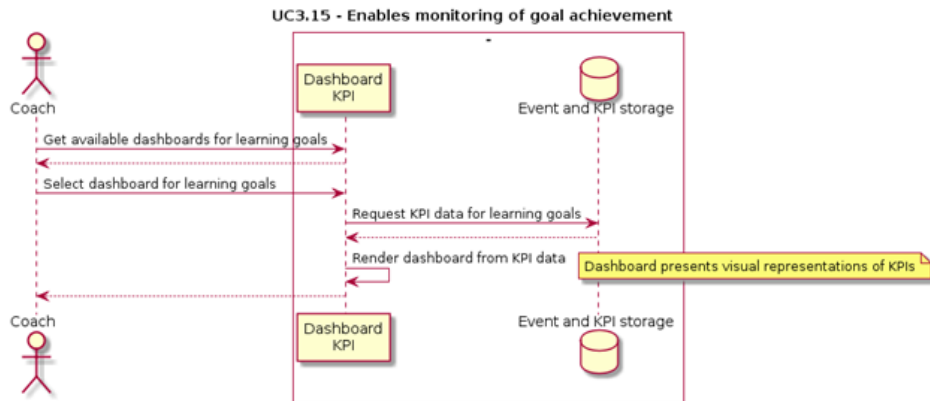 UC3.15 - Enables monitoring of goal achievement
-
Dashboard
KPI
Coach
Event and KPI storage
Get available dashboards for learning goals
Select dashboard for learning goals
Request KPI data for learning goals
Render dashboard from KPI data
Dashboard presents visual representations of KPIs
Coach
Dashboard
KPI
Event and KPI storage